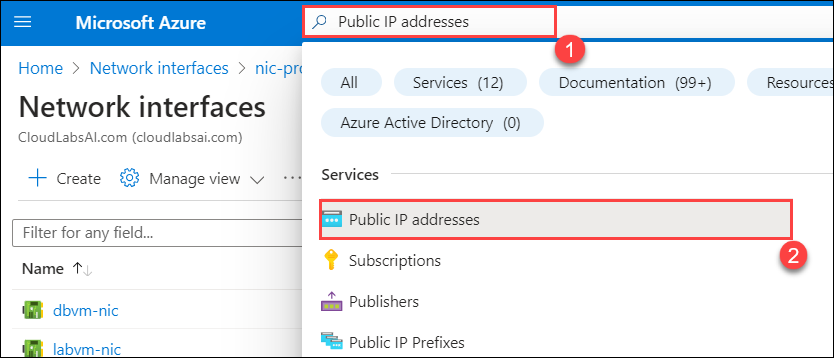 Microsoft Azure
Public IP addresses
1
Home > Network interfaces > nic-pro
Network interfaces
CloudLabsAI.com (cloudlabsai.com)
+ Create Manage view ...
Filter for any field...
Name ↑↓
dbvm-nic
labvm-nic
All Services (12) Documentation (99+) Resources
Azure Active Directory (0)
Services
Public IP addresses
2
Subscriptions
Publishers
Public IP Prefixes